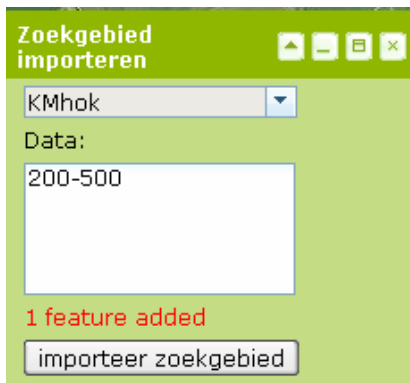 Zoekgebied
importeren
KMhok
Data:
200-500
1 feature added
importeer zoekgebied